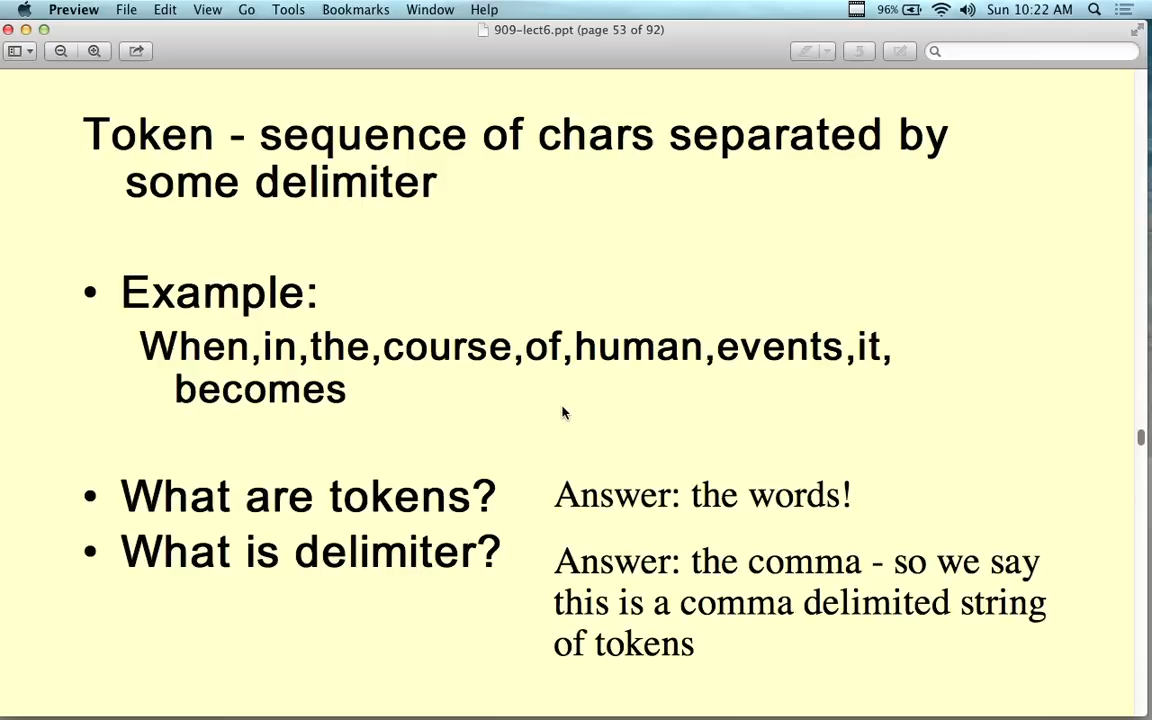 Preview File Edit View Go Tools Bookmarks Window Help 96% Sun 10:22 AM
909-lect6.ppt (page 53 of 92)
Token - sequence of chars separated by
some delimiter
• Example:
When,in,the,course,of,human,events,it,
becomes
• What are tokens? Answer: the words!
• What is delimiter? Answer: the comma - so we say
this is a comma delimited string
of tokens